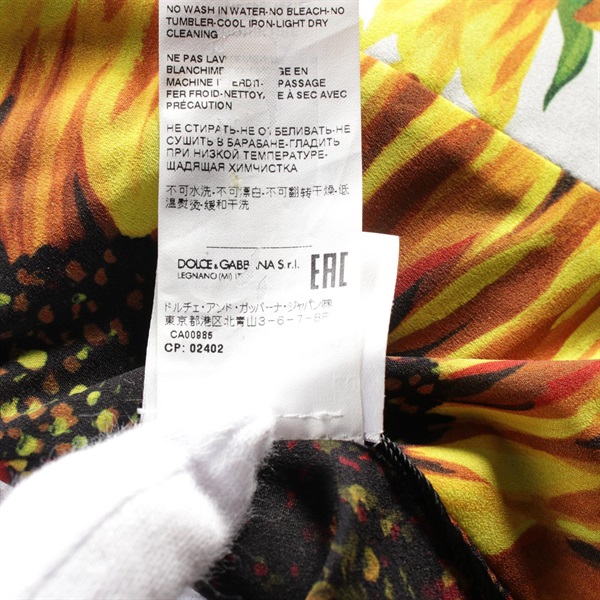 NO WASH IN WATER-NO BLEACH-NO
TUMBLER-COOL IRON-LIGHT DRY
CLEANING
NE PAS LAV
BLANCHIME GE EN
MACHINE PASSAGE
FER FROID-NETTOY, E À SEC AVEC
PRÉCAUTION
НЕ СТИРАТЬ-НЕ ОТБЕЛИВАТЬ-НЕ
СУШИТЬ В БАРАБАНЕ-ГЛАДИТЬ
ПРИ НИЗКОЙ ТЕМПЕРАТУРЕ-
ЩАДЯЩАЯ ХИМЧИСТКА
不可水洗-不可漂白-不可翻转干燥-低
温熨烫-缓和干洗
DOLCE & GABBANA S.r.l.
LEGNANO (MI) IT
EAC
ドルチェ・アンド・ガッバーナ・ジャパン㈱
東京都港区北青山3-6-7-8F
CA00985
CP: 02402